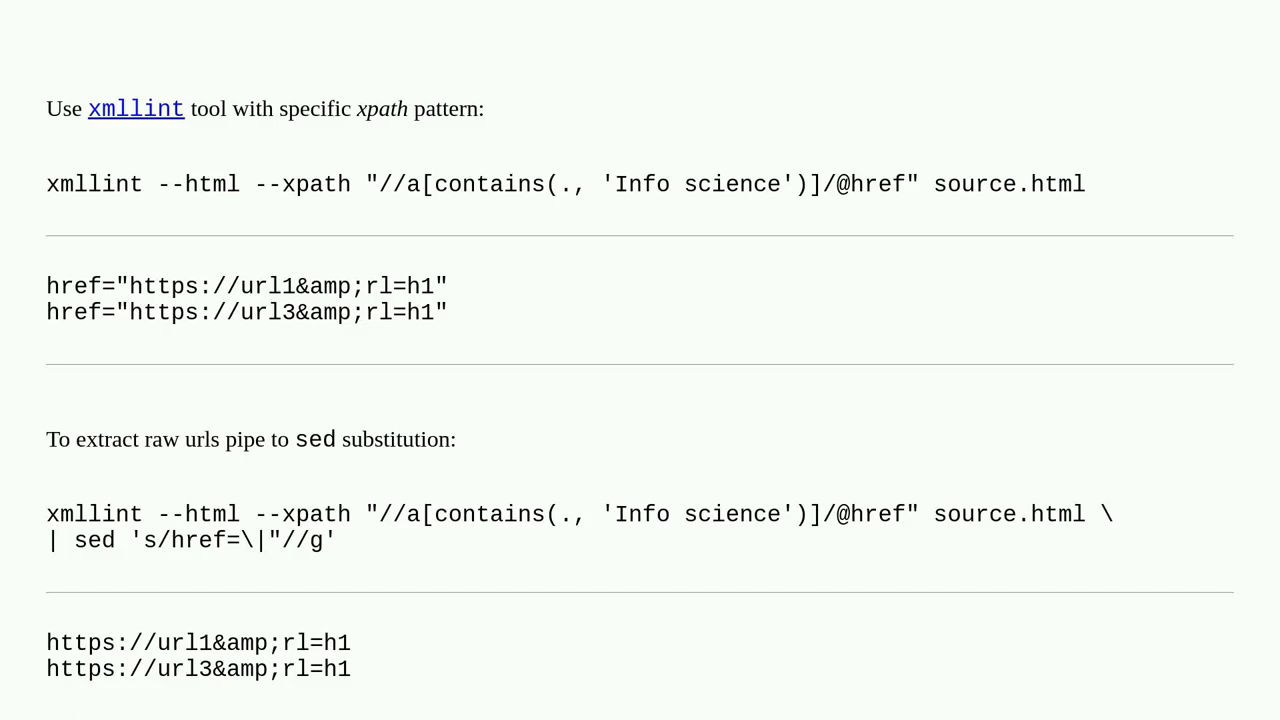 Use xmllint tool with specific xpath pattern:
xmllint --html --xpath "//a[contains(., 'Info science')]/@href" source.html
href="https://url1&amp;rl=h1"
href="https://url3&amp;rl=h1"
To extract raw urls pipe to sed substitution:
xmllint --html --xpath "//a[contains(., 'Info science')]/@href" source.html \
| sed 's/href=\|"//g'
https://url1&amp;rl=h1
https://url3&amp;rl=h1